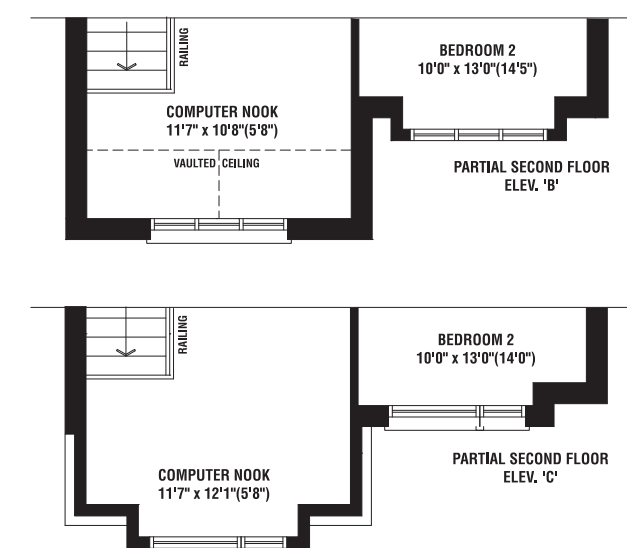 RAILING
BEDROOM 2
10'0" x 13'0"(14'5")
COMPUTER NOOK
11'7" x 10'8"(5'8")
VAULTED CEILING
PARTIAL SECOND FLOOR
ELEV. 'B'
RAILING
BEDROOM 2
10'0" x 13'0"(14'0")
PARTIAL SECOND FLOOR
ELEV. 'C'
COMPUTER NOOK
11'7" x 12'1"(5'8")